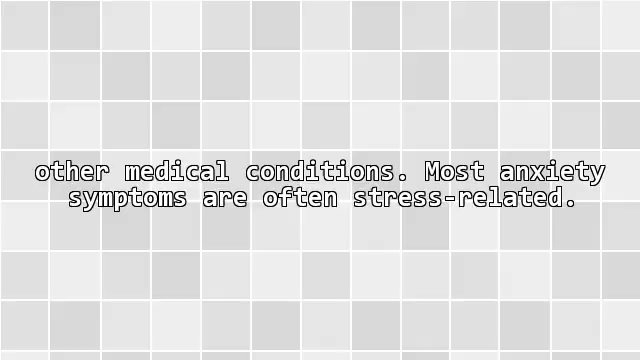 other medical conditions. Most anxiety
symptoms are often stress-related.